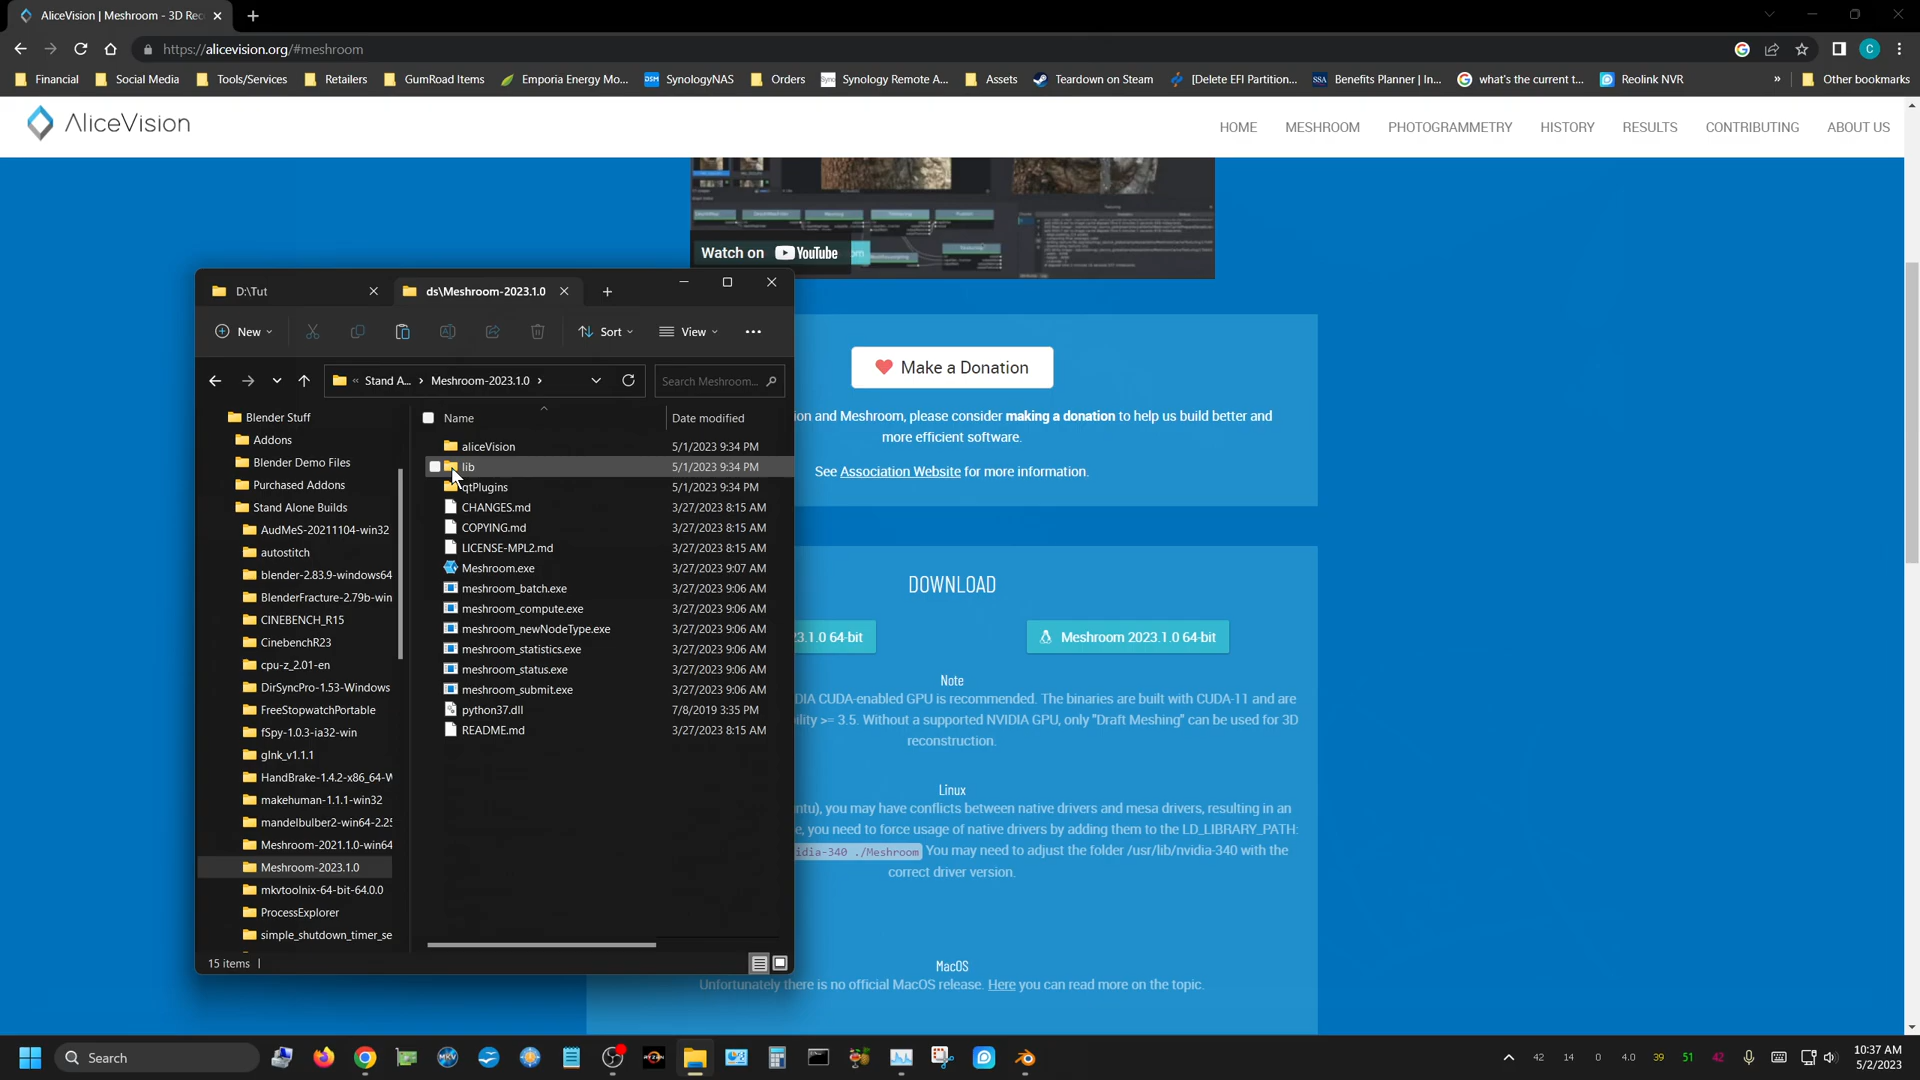 AliceVision | Meshroom - 3D Rec
https://alicevision.org/#meshroom
C
Financial
Social Media
Tools/Services
Retailers
GumRoad Items
Emporia Energy Mo...
DSM
SynologyNAS
Orders
Synology Remote A...
Assets
Teardown on Steam
[Delete EFI Partition...
SSA
Benefits Planner | In...
what's the current t...
Reolink NVR
»
Other bookmarks
AliceVision
HOME
MESHROOM
PHOTOGRAMMETRY
HISTORY
RESULTS
CONTRIBUTING
ABOUT US
Watch on YouTube
D:\Tut
ds\Meshroom-2023.1.0
New
Sort
View
« Stand A... › Meshroom-2023.1.0 ›
Search Meshroom...
Blender Stuff
Addons
Blender Demo Files
Purchased Addons
Stand Alone Builds
AudMeS-20211104-win32
autostitch
blender-2.83.9-windows64
BlenderFracture-2.79b-win
CINEBENCH_R15
CinebenchR23
cpu-z_2.01-en
DirSyncPro-1.53-Windows
FreeStopwatchPortable
fSpy-1.0.3-ia32-win
glnk_v1.1.1
HandBrake-1.4.2-x86_64-W
makehuman-1.1.1-win32
mandelbulber2-win64-2.25
Meshroom-2021.1.0-win64
Meshroom-2023.1.0
mkvtoolnix-64-bit-64.0.0
ProcessExplorer
simple_shutdown_timer_se
Name Date modified
aliceVision 5/1/2023 9:34 PM
lib 5/1/2023 9:34 PM
qtPlugins 5/1/2023 9:34 PM
CHANGES.md 3/27/2023 8:15 AM
COPYING.md 3/27/2023 8:15 AM
LICENSE-MPL2.md 3/27/2023 8:15 AM
Meshroom.exe 3/27/2023 9:07 AM
meshroom_batch.exe 3/27/2023 9:06 AM
meshroom_compute.exe 3/27/2023 9:06 AM
meshroom_newNodeType.exe 3/27/2023 9:06 AM
meshroom_statistics.exe 3/27/2023 9:06 AM
meshroom_status.exe 3/27/2023 9:06 AM
meshroom_submit.exe 3/27/2023 9:06 AM
python37.dll 7/8/2019 3:35 PM
README.md 3/27/2023 8:15 AM
15 items
Make a Donation
ion and Meshroom, please consider making a donation to help us build better and
more efficient software.
See Association Website for more information.
DOWNLOAD
3.1.0 64-bit
Meshroom 2023.1.0 64-bit
Note
DIA CUDA-enabled GPU is recommended. The binaries are built with CUDA-11 and are
ility >= 3.5. Without a supported NVIDIA GPU, only "Draft Meshing" can be used for 3D
reconstruction.
Linux
ntu), you may have conflicts between native drivers and mesa drivers, resulting in an
e, you need to force usage of native drivers by adding them to the LD_LIBRARY_PATH:
idia-340 ./Meshroom You may need to adjust the folder /usr/lib/nvidia-340 with the
correct driver version.
MacOS
Unfortunately there is no official MacOS release. Here you can read more on the topic.
Search
MKV
RYZEN
42 14 0 4.0 39 51 42
10:37 AM
5/2/2023